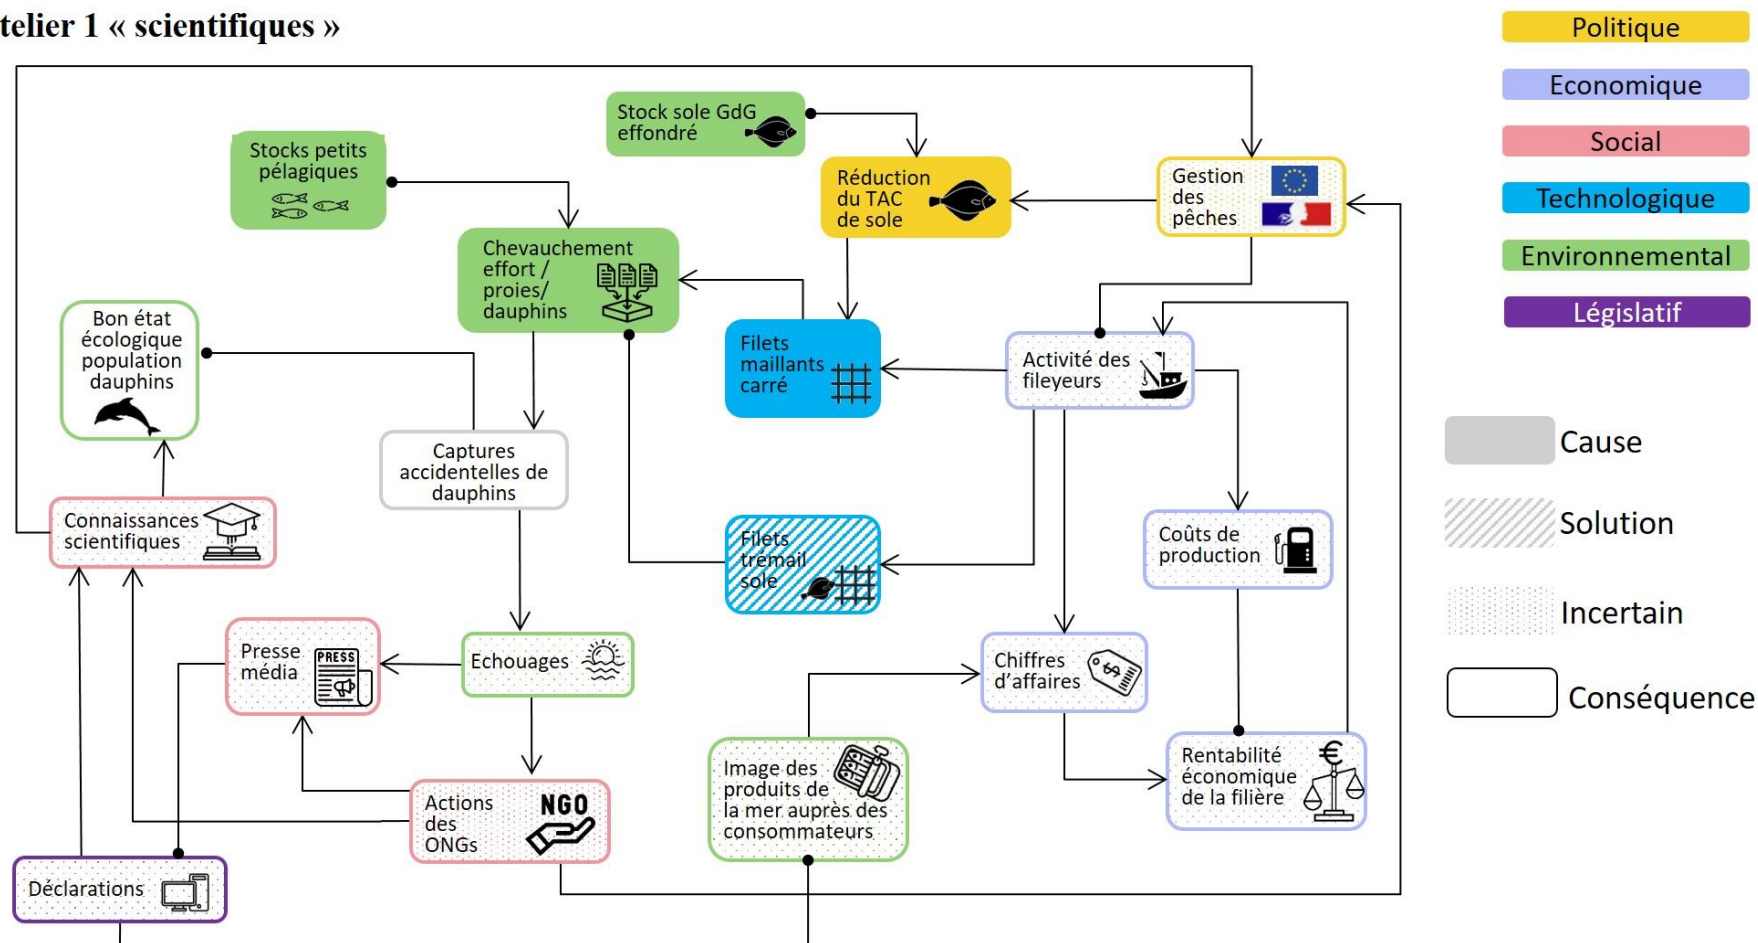 telier 1 « scientifiques »
Politique
Economique
Social
Technologique
Environnemental
Législatif
Cause
Solution
Incertain
Conséquence
Stock sole GdG
effondré
Stocks petits
pélagiques
Réduction
du TAC
de sole
Gestion
des
pêches
Chevauchement
effort /
proies/
dauphins
Bon état
écologique
population
dauphins
Filets
maillants
carré
Activité des
fileyeurs
Captures
accidentelles de
dauphins
Connaissances
scientifiques
Filets
trémail
sole
Coûts de
production
Presse
média
PRESS
Echouages
Chiffres
d'affaires
$
Image des
produits de
la mer auprès des
consommateurs
Rentabilité
économique
de la filière
€
Actions
des
ONGs
NGO
Déclarations